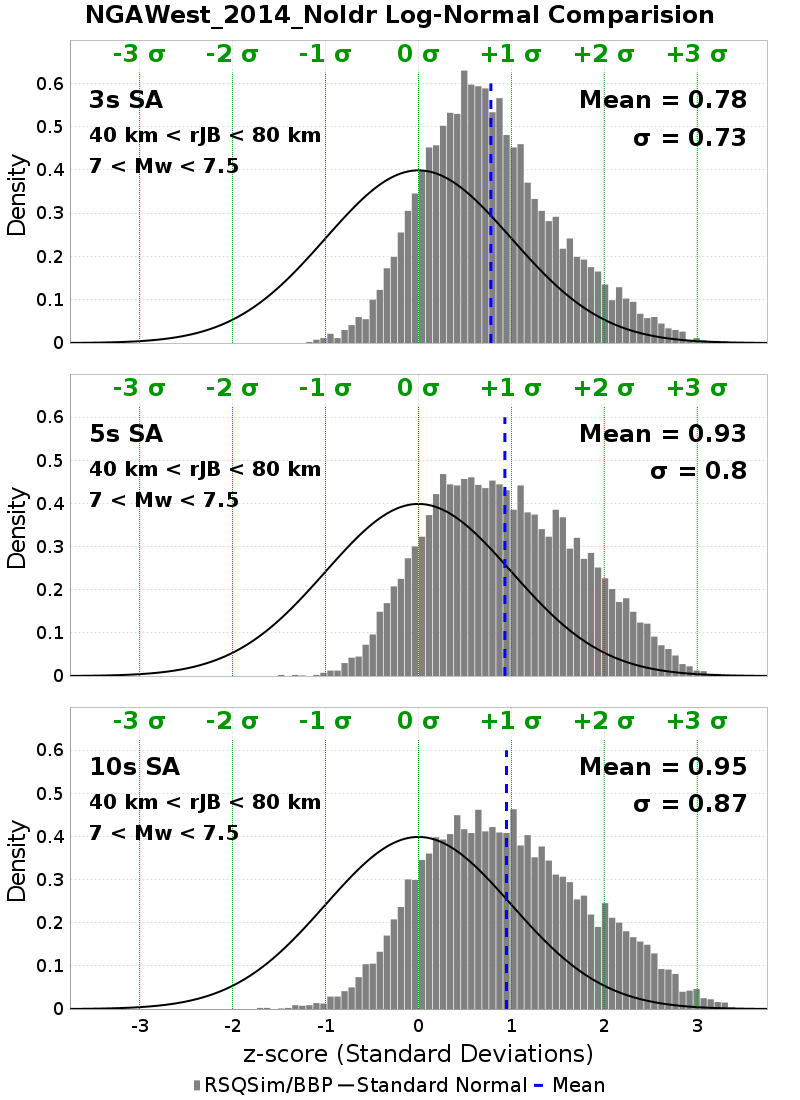 NGAWest_2014_NoIdr Log-Normal Comparision
-3 σ -2 σ -1 σ 0 σ +1 σ +2 σ +3 σ
3s SA
40 km < rJB < 80 km
7 < Mw < 7.5
Mean = 0.78
σ = 0.73
Density
0.6
0.5
0.4
0.3
0.2
0.1
0
-3 σ -2 σ -1 σ 0 σ +1 σ +2 σ +3 σ
5s SA
40 km < rJB < 80 km
7 < Mw < 7.5
Mean = 0.93
σ = 0.8
Density
0.6
0.5
0.4
0.3
0.2
0.1
0
-3 σ -2 σ -1 σ 0 σ +1 σ +2 σ +3 σ
10s SA
40 km < rJB < 80 km
7 < Mw < 7.5
Mean = 0.95
σ = 0.87
Density
0.6
0.5
0.4
0.3
0.2
0.1
0
-3 -2 -1 0 1 2 3
z-score (Standard Deviations)
RSQSim/BBP Standard Normal Mean